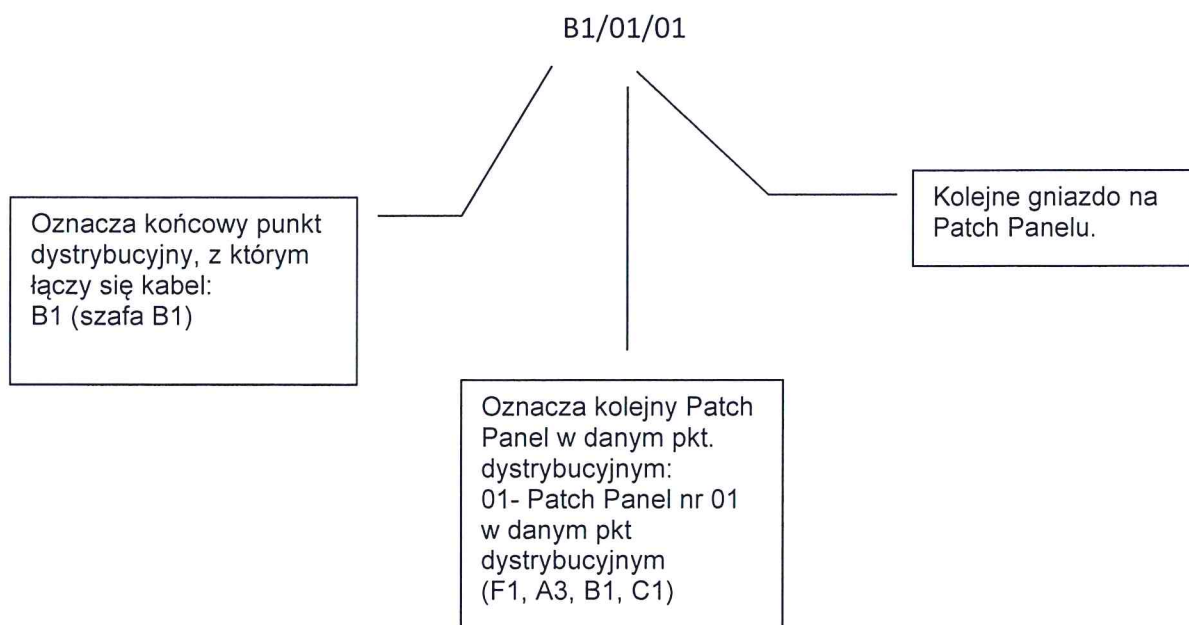 B1/01/01
Oznacza końcowy punkt
dystrybucyjny, z którym
łączy się kabel:
B1 (szafa B1)
Kolejne gniazdo na
Patch Panelu.
Oznacza kolejny Patch
Panel w danym pkt.
dystrybucyjnym:
01- Patch Panel nr 01
w danym pkt
dystrybucyjnym
(F1, A3, B1, C1)